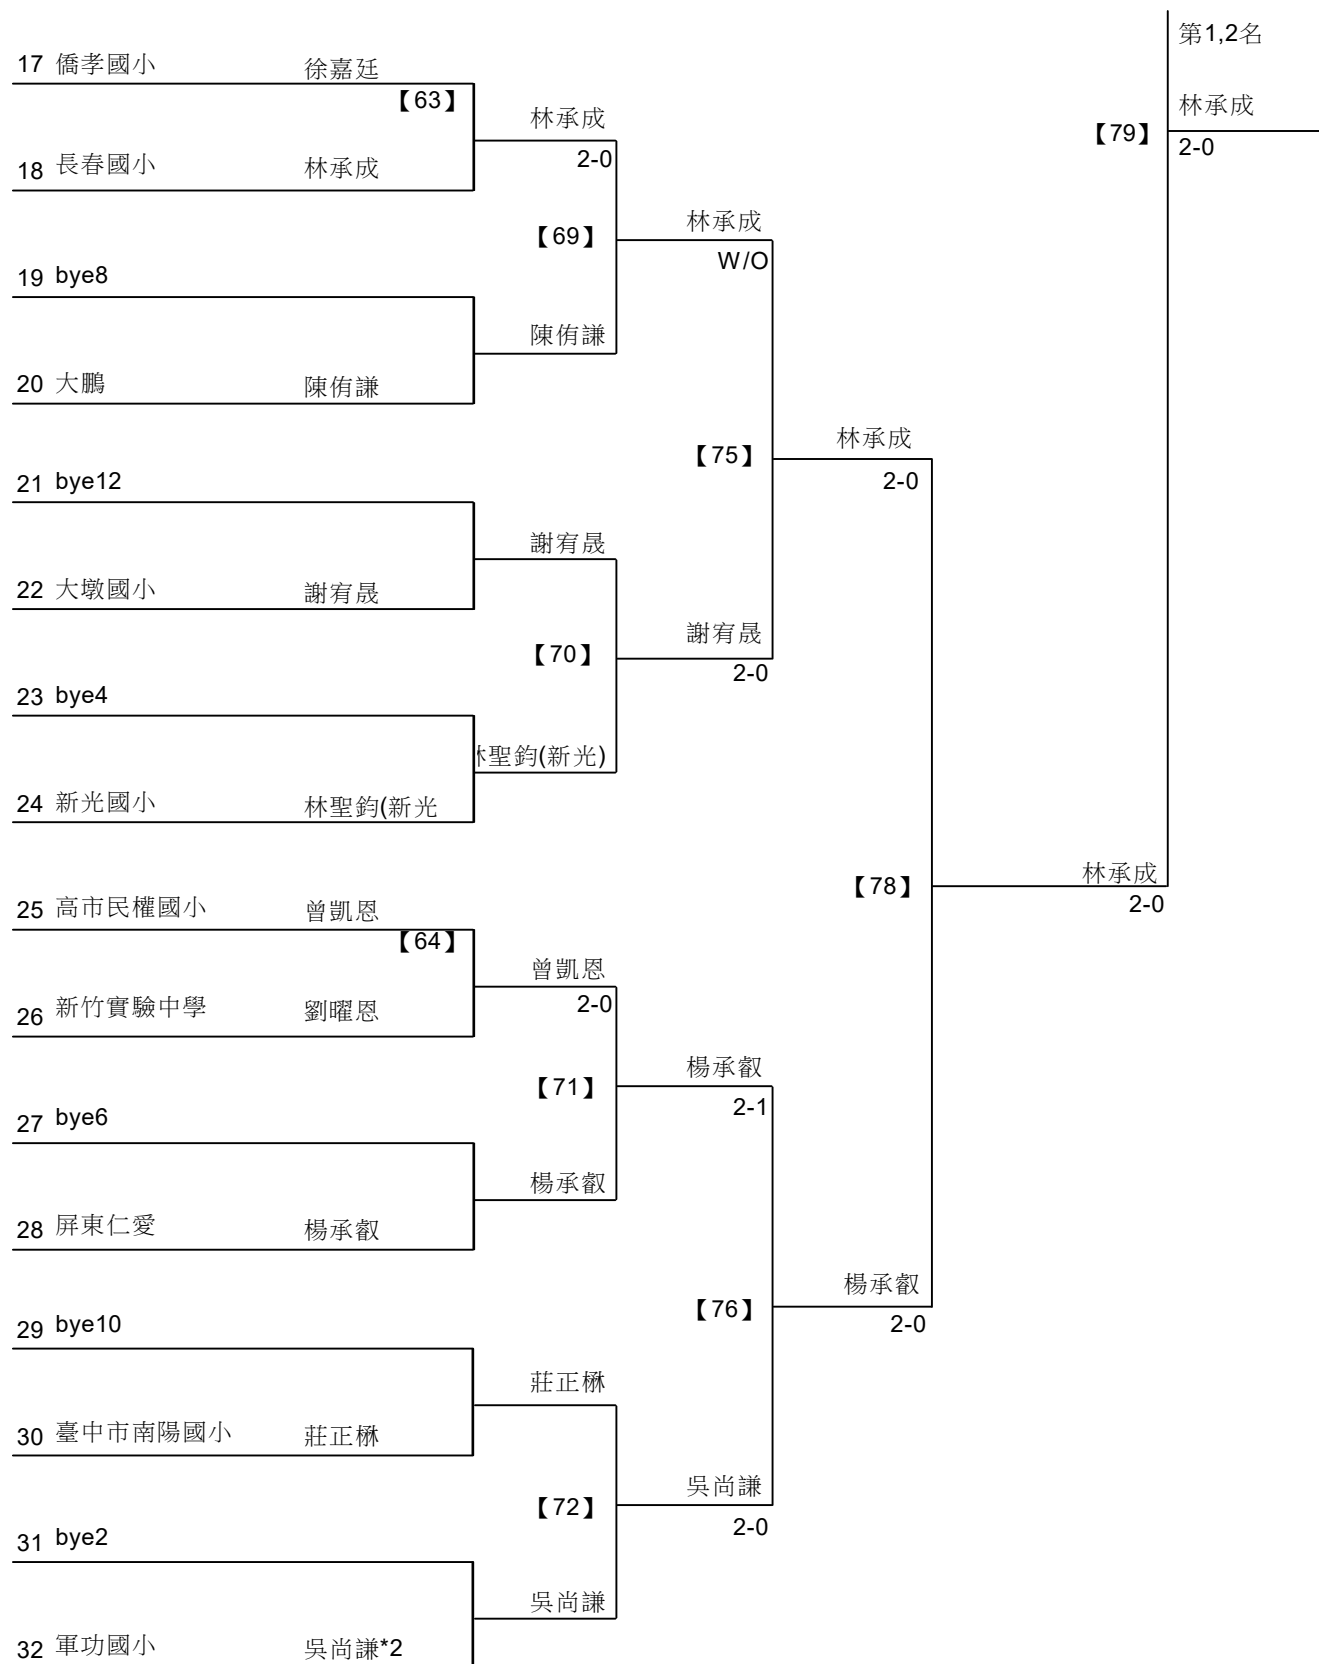 第1,2名
17 僑孝國小 徐嘉廷
【63】
林承成
林承成
【79】
2-0
2-0
18 長春國小 林承成
林承成
【69】
W/O
19 bye8
陳侑謙
20 大鵬 陳侑謙
林承成
【75】
21 bye12
2-0
謝宥晟
22 大墩國小 謝宥晟
謝宥晟
【70】
2-0
23 bye4
林聖鈞(新光)
24 新光國小 林聖鈞(新光
林承成
【78】
25 高市民權國小 曾凱恩
2-0
【64】
曾凱恩
26 新竹實驗中學 劉曜恩
2-0
楊承叡
【71】
2-1
27 bye6
楊承叡
28 屏東仁愛 楊承叡
楊承叡
【76】
2-0
29 bye10
莊正楙
30 臺中市南陽國小 莊正楙
吳尚謙
【72】
2-0
31 bye2
吳尚謙
32 軍功國小 吳尚謙*2